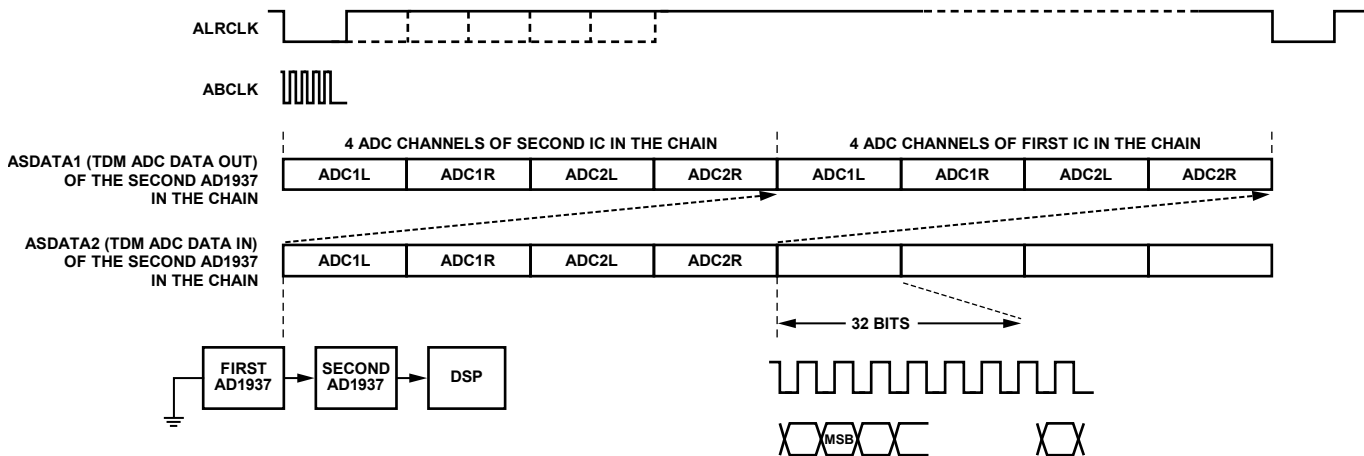 ALRCLK
ABCLK
4 ADC CHANNELS OF SECOND IC IN THE CHAIN
4 ADC CHANNELS OF FIRST IC IN THE CHAIN
ASDATA1 (TDM ADC DATA OUT)
OF THE SECOND AD1937
IN THE CHAIN
ADC1L
ADC1R
ADC2L
ADC2R
ADC1L
ADC1R
ADC2L
ADC2R
ASDATA2 (TDM ADC DATA IN)
OF THE SECOND AD1937
IN THE CHAIN
ADC1L
ADC1R
ADC2L
ADC2R
32 BITS
FIRST
AD1937
SECOND
AD1937
DSP
MSB